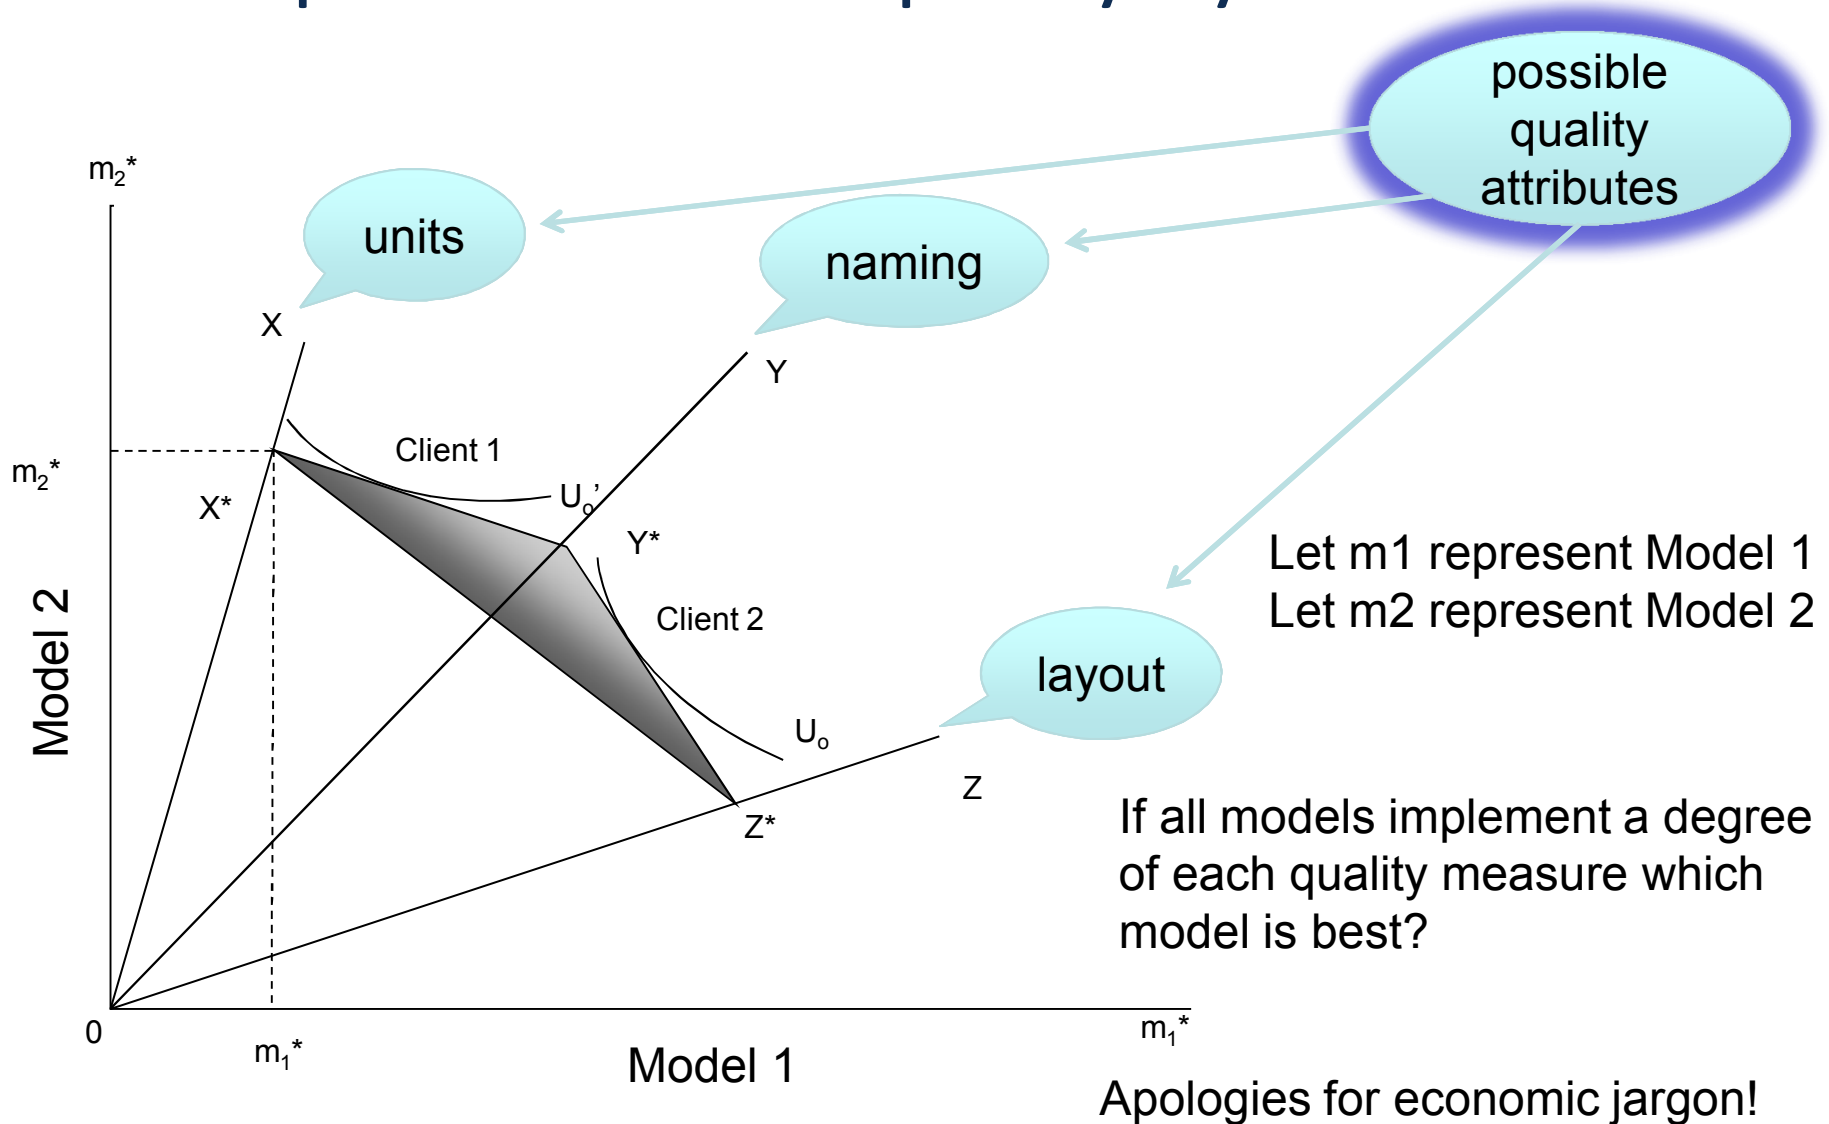 possible
quality
attributes
m₂*
units
naming
X
Y
Client 1
m₂*
X*
Uₒ’
Y*
Let m1 represent Model 1
Let m2 represent Model 2
Client 2
layout
Model 2
Uₒ
Z
Z*
If all models implement a degree
of each quality measure which
model is best?
0
m₁*
Model 1
m₁*
Apologies for economic jargon!